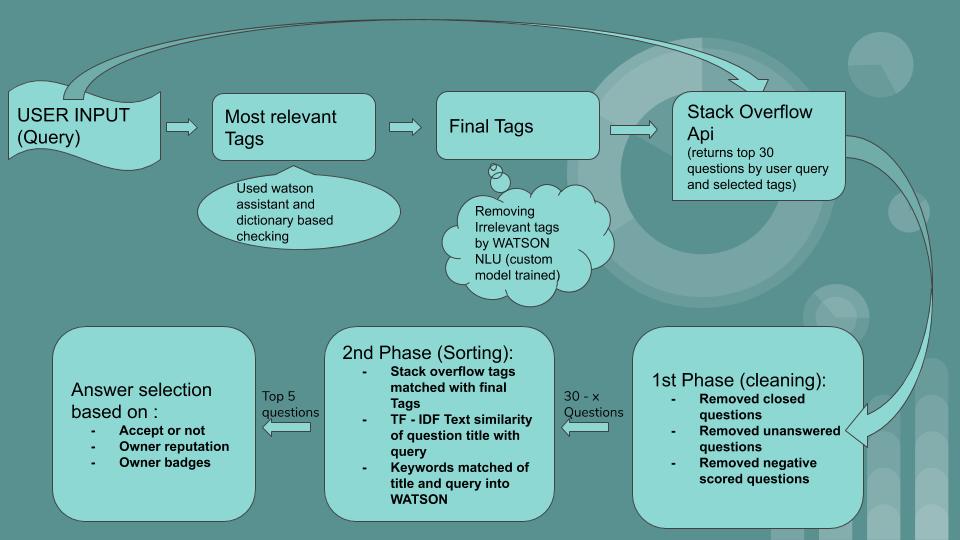 USER INPUT
(Query)
Most relevant
Tags
Final Tags
Stack Overflow
Api
(returns top 30
questions by user query
and selected tags)
Used watson
assistant and
dictionary based
checking
Removing
Irrelevant tags
by WATSON
NLU (custom
model trained)
Answer selection
based on :
- Accept or not
- Owner reputation
- Owner badges
Top 5
questions
2nd Phase (Sorting):
- Stack overflow tags
matched with final
Tags
- TF - IDF Text similarity
of question title with
query
- Keywords matched of
title and query into
WATSON
30 - x
Questions
1st Phase (cleaning):
- Removed closed
questions
- Removed unanswered
questions
- Removed negative
scored questions